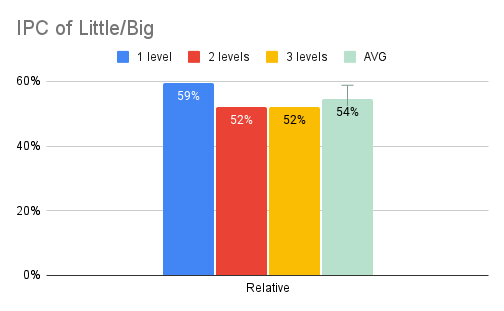 IPC of Little/Big
1 level 2 levels 3 levels AVG
60%
59%
52%
52%
54%
40%
20%
0%
Relative